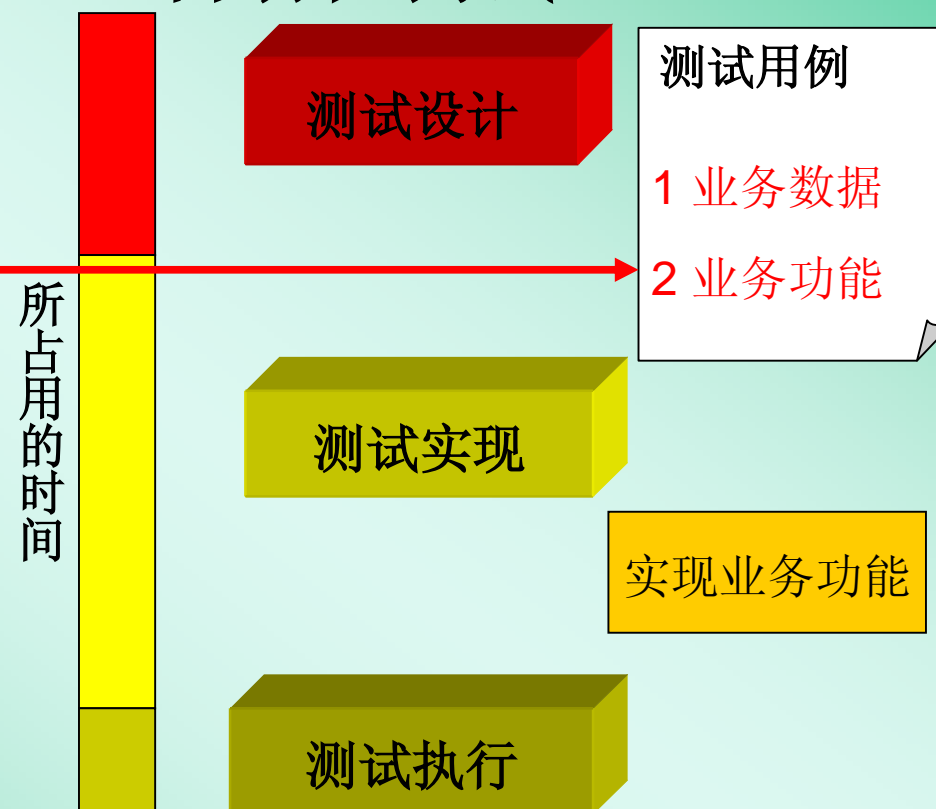 测试设计
测试用例
1 业务数据
2 业务功能
所占用的时间
测试实现
实现业务功能
测试执行